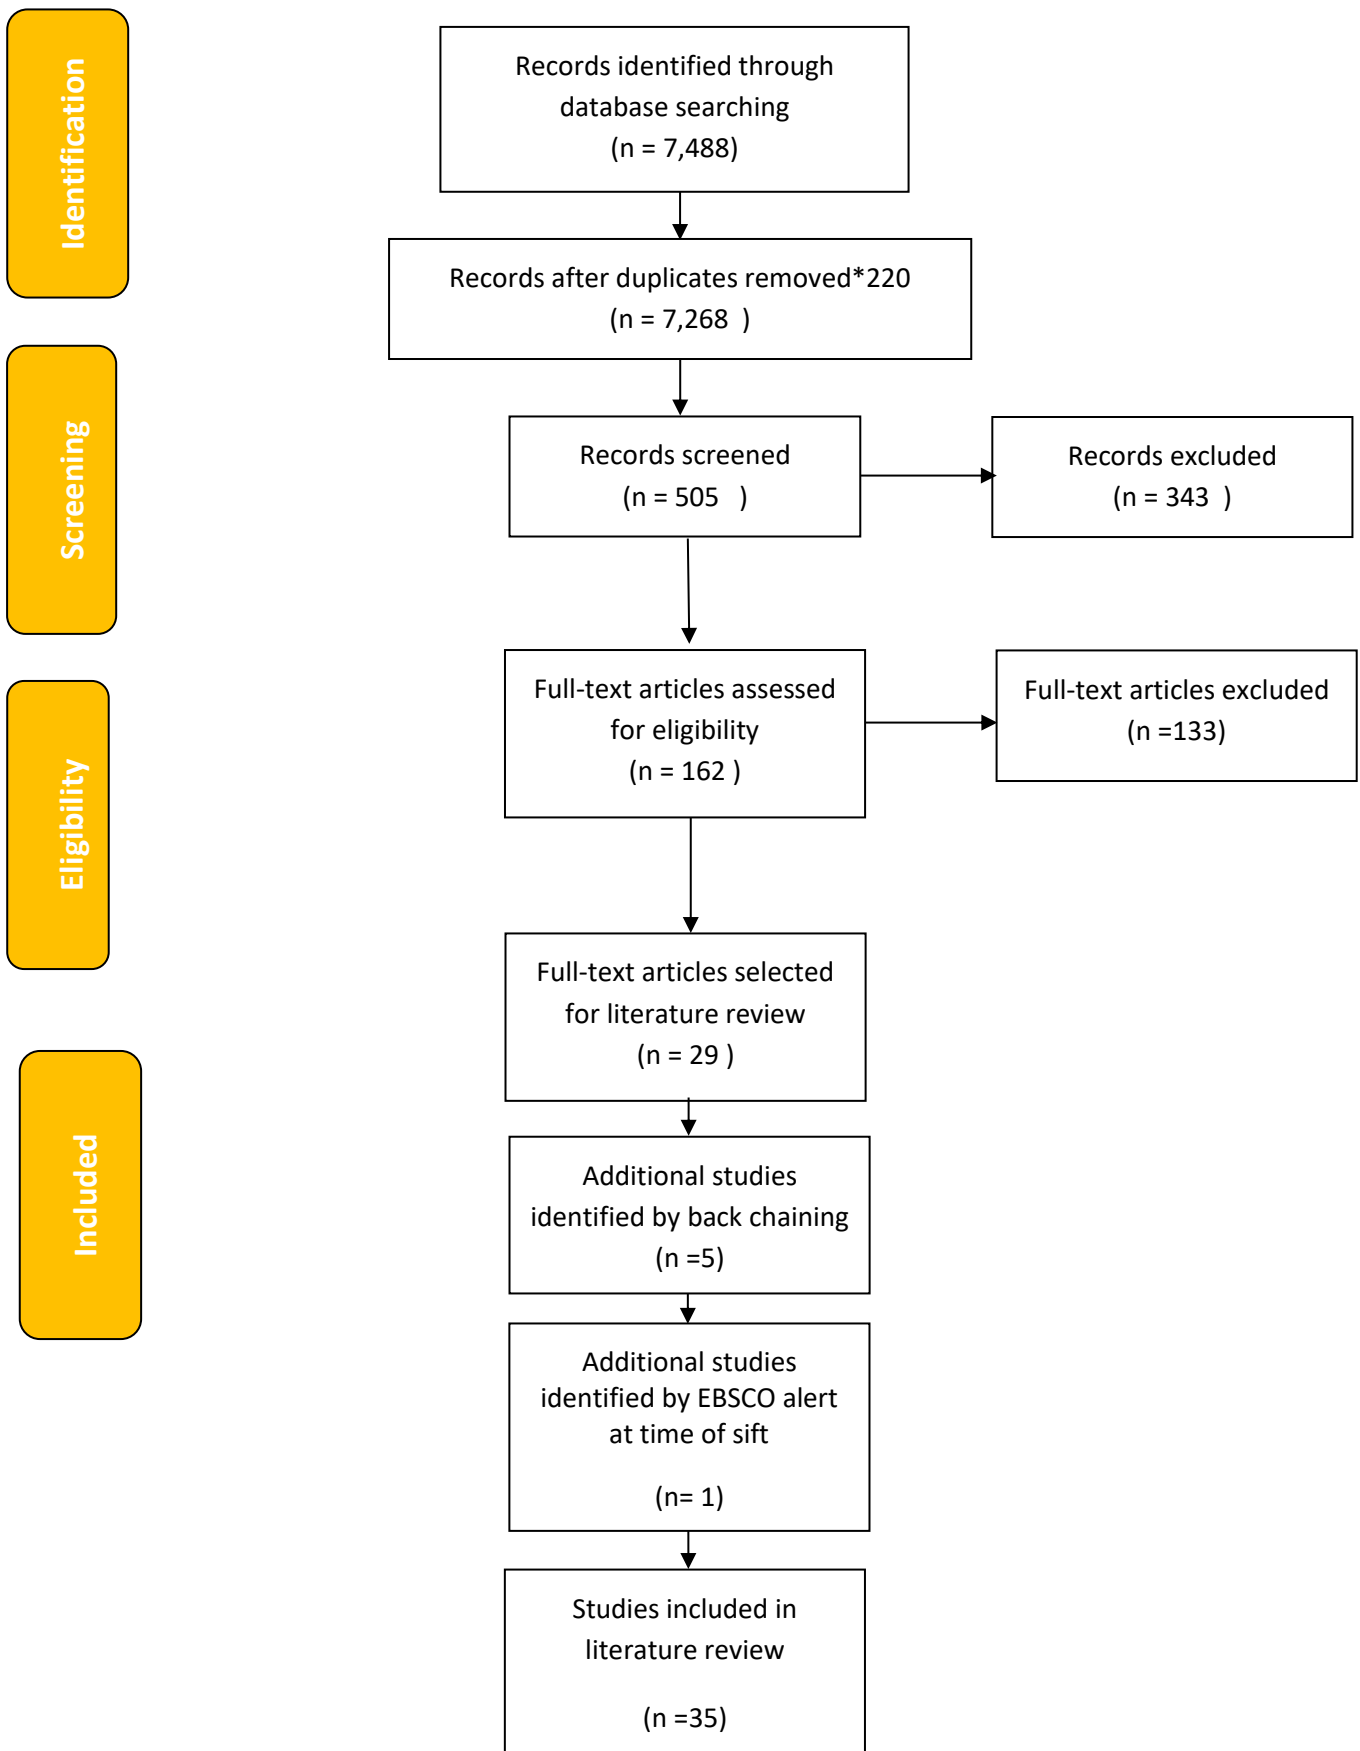 Identification
Records identified through
database searching
(n = 7,488)
Records after duplicates removed*220
(n = 7,268  )
Screening
Records screened
(n = 505   )
Records excluded
(n = 343  )
Eligibility
Full-text articles assessed
for eligibility
(n = 162 )
Full-text articles excluded
(n =133)
Full-text articles selected
for literature review
(n = 29 )
Included
Additional studies
identified by back chaining
(n =5)
Additional studies
identified by EBSCO alert
at time of sift
(n= 1)
Studies included in
literature review
(n =35)